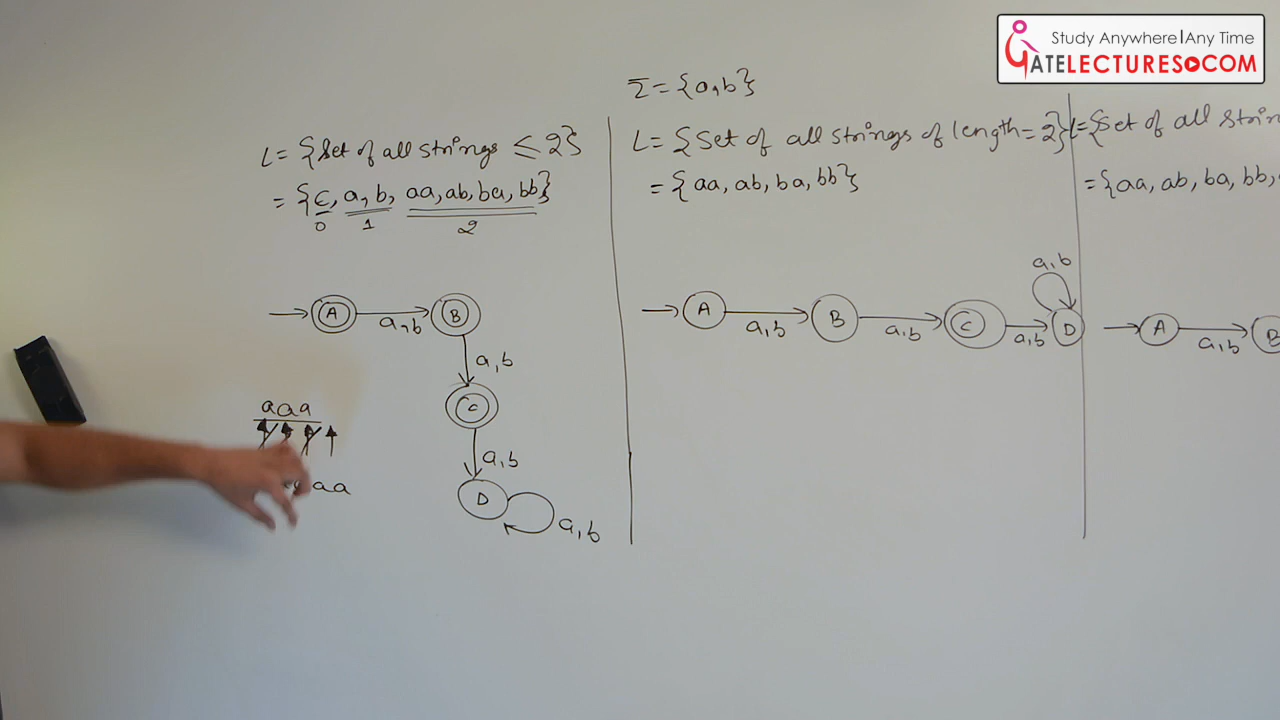 Study Anywhere|Any Time
GATELECTURES.COM
Σ = {a,b}
L = {Set of all strings ≤ 2}
= {ε, a, b, aa, ab, ba, bb}
0 1 2
A a,b B
a,b
C
a,b
D a,b
aaa
aa
L = {Set of all strings of length = 2}
= {aa, ab, ba, bb}
a,b
A a,b B a,b C a,b D
L = {Set of all
= {aa, ab, ba, bb,
A a,b B